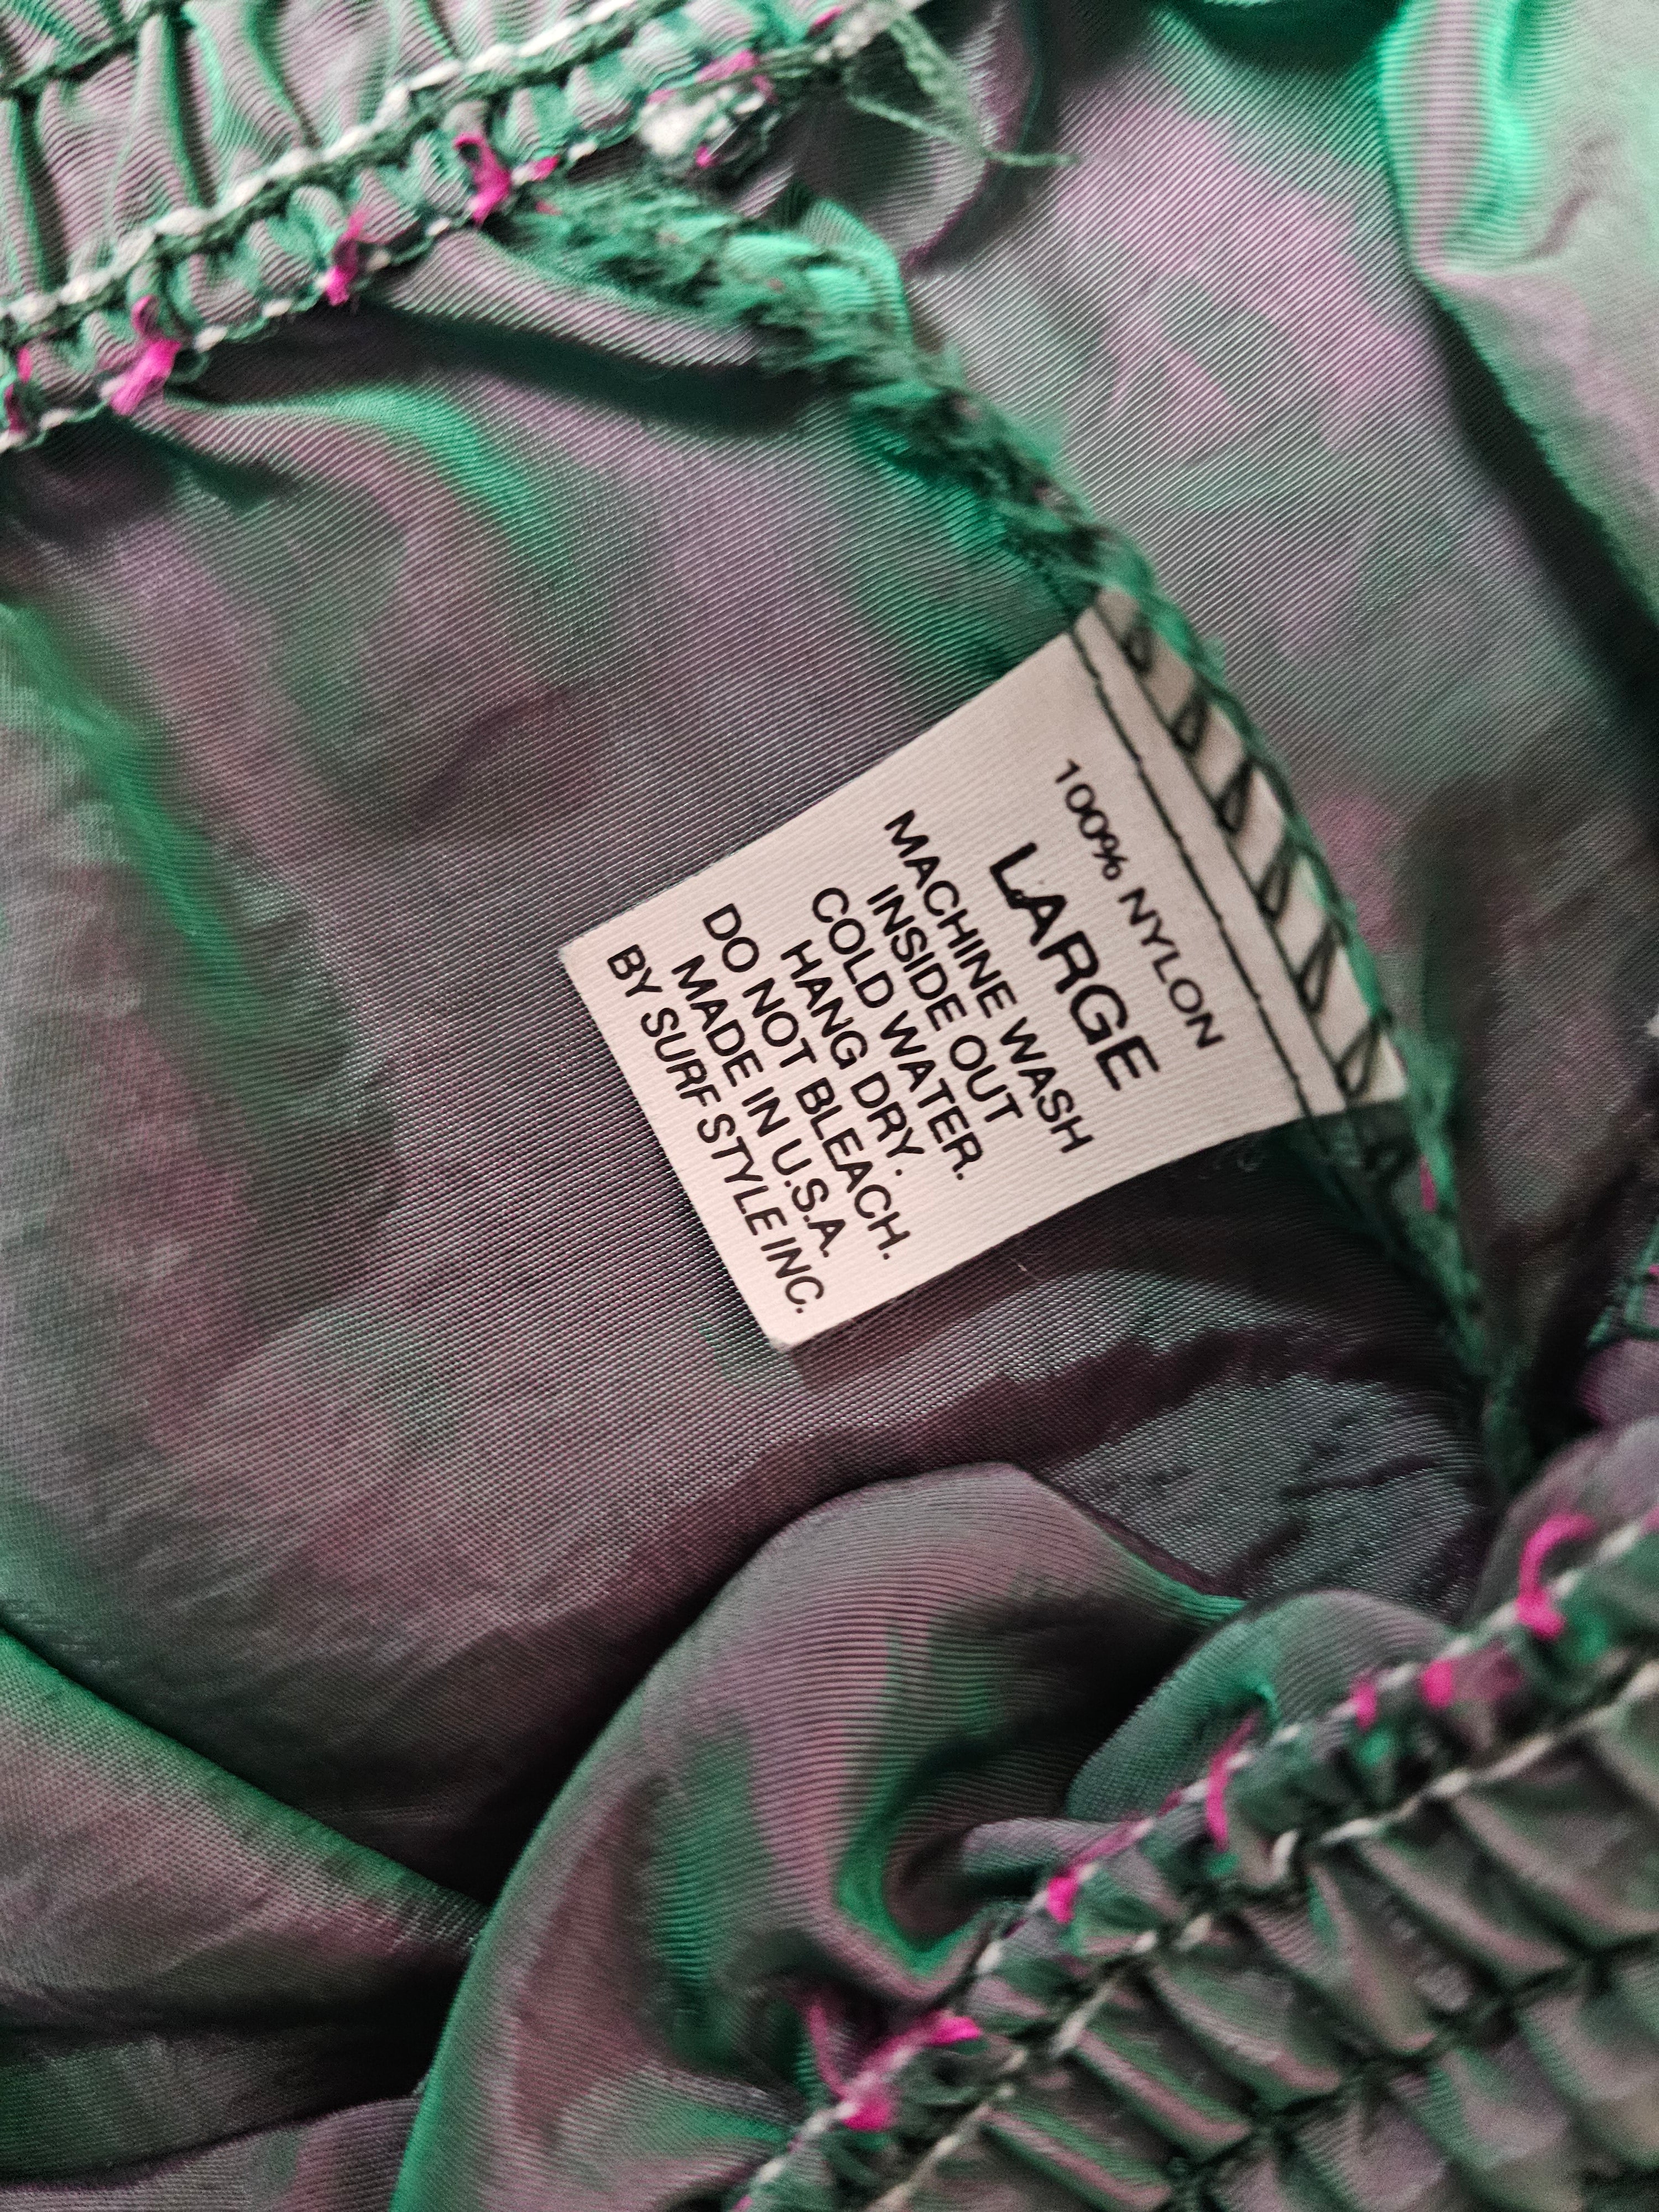 100% NYLON
LARGE
MACHINE WASH
INSIDE OUT
COLD WATER.
HANG DRY.
DO NOT BLEACH.
MADE IN U.S.A.
BY SURF STYLE INC.